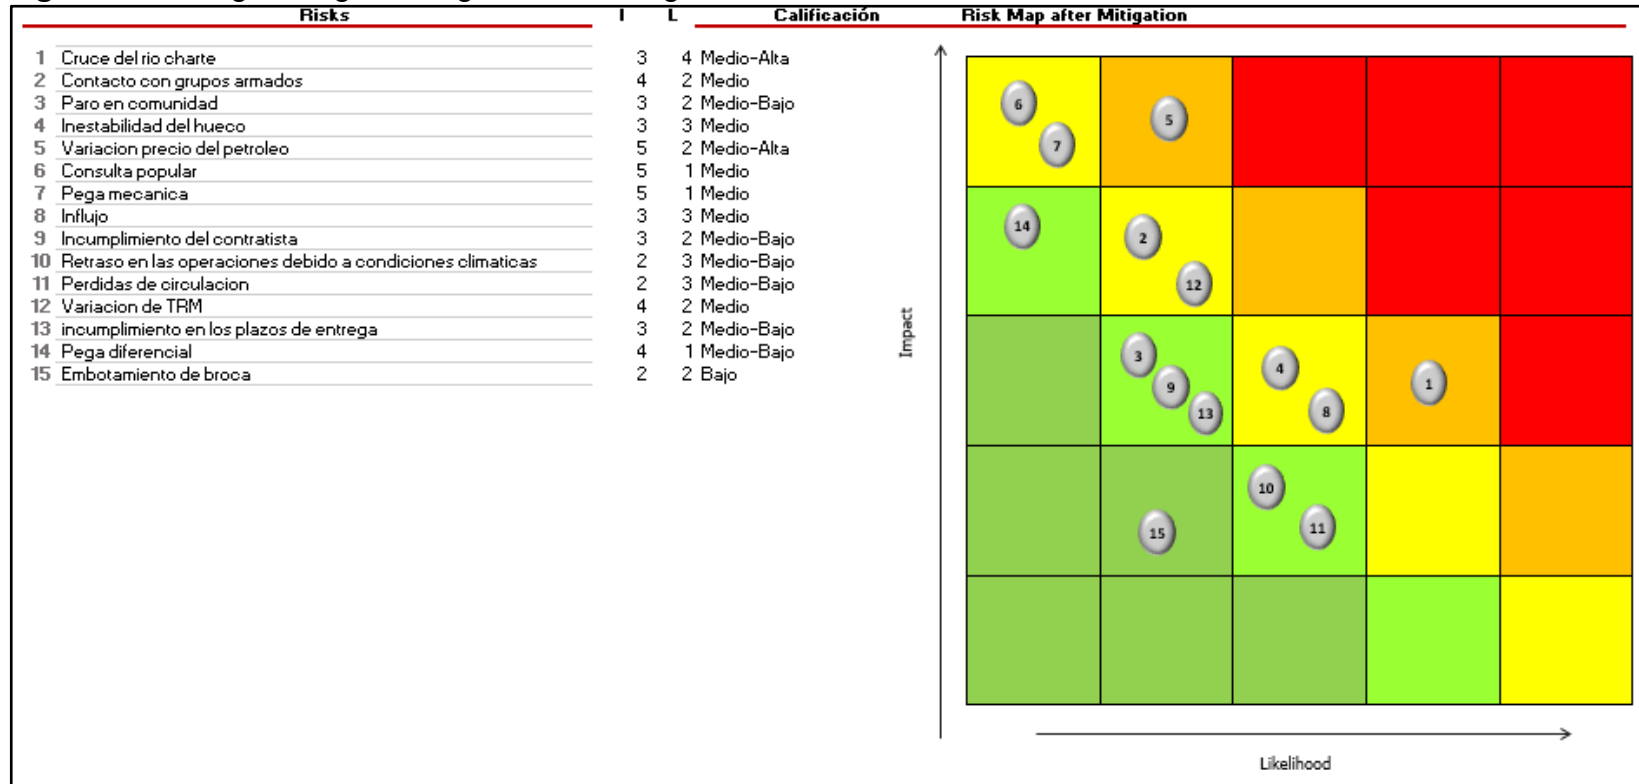 Risks I L Calificación Risk Map after Mitigation
1 Cruce del rio charte 3 4 Medio-Alta
2 Contacto con grupos armados 4 2 Medio
3 Paro en comunidad 3 2 Medio-Bajo
4 Inestabilidad del hueco 3 3 Medio
5 Variacion precio del petroleo 5 2 Medio-Alta
6 Consulta popular 5 1 Medio
7 Pega mecanica 5 1 Medio
8 Influjo 3 3 Medio
9 Incumplimiento del contratista 3 2 Medio-Bajo
10 Retraso en las operaciones debido a condiciones climaticas 2 3 Medio-Bajo
11 Perdidas de circulacion 2 3 Medio-Bajo
12 Variacion de TRM 4 2 Medio
13 incumplimiento en los plazos de entrega 3 2 Medio-Bajo
14 Pega diferencial 4 1 Medio-Bajo
15 Embotamiento de broca 2 2 Bajo
Impact
6
5
7
14
2
12
3
4
1
9
8
13
10
11
15
Likelihood